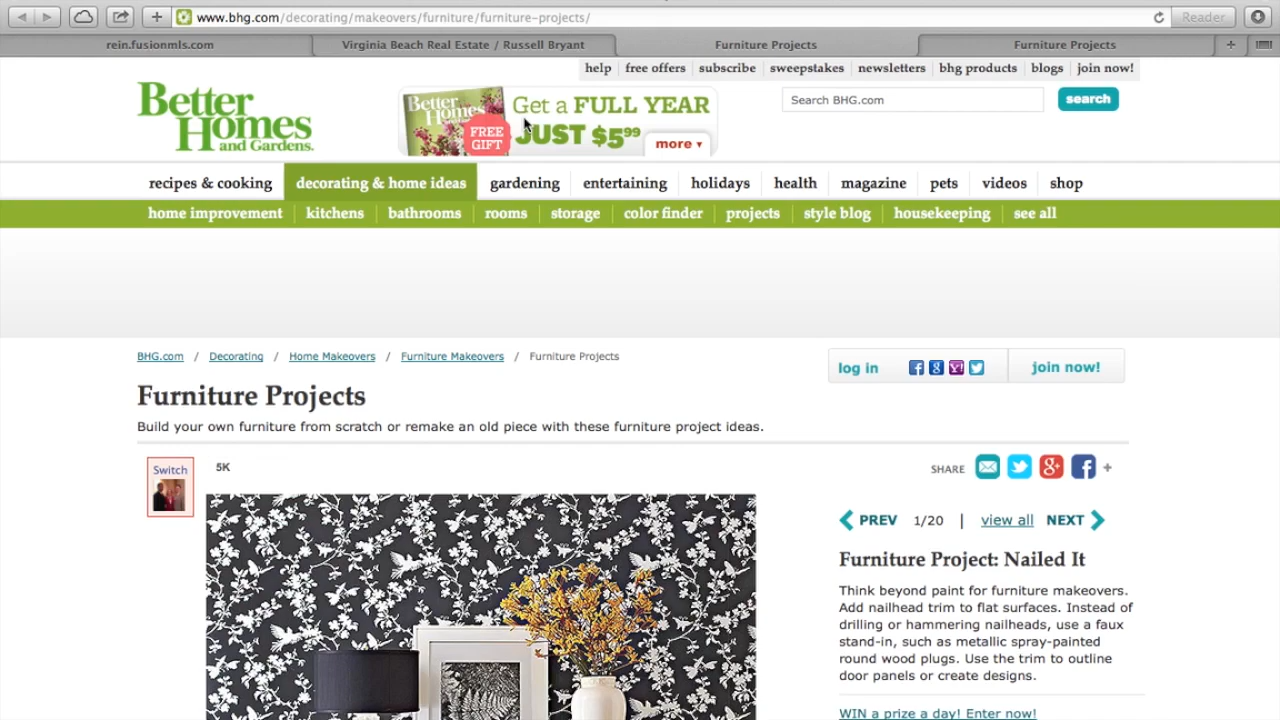 www.bhg.com/decorating/makeovers/furniture/furniture-projects/
Reader
rein.fusionmls.com
Virginia Beach Real Estate / Russell Bryant
Furniture Projects
Furniture Projects
help
free offers
subscribe
sweepstakes
newsletters
bhg products
blogs
join now!
Better
Homes
and Gardens.
Better
Homes
FREE
GIFT
Get a FULL YEAR
JUST $599
more ▾
Search BHG.com
search
recipes & cooking
decorating & home ideas
gardening
entertaining
holidays
health
magazine
pets
videos
shop
home improvement
kitchens
bathrooms
rooms
storage
color finder
projects
style blog
housekeeping
see all
BHG.com / Decorating / Home Makeovers / Furniture Makeovers / Furniture Projects
log in
join now!
Furniture Projects
Build your own furniture from scratch or remake an old piece with these furniture project ideas.
Switch
5K
SHARE
PREV 1/20 | view all NEXT
Furniture Project: Nailed It
Think beyond paint for furniture makeovers.
Add nailhead trim to flat surfaces. Instead of
drilling or hammering nailheads, use a faux
stand-in, such as metallic spray-painted
round wood plugs. Use the trim to outline
door panels or create designs.
WIN a prize a day! Enter now!